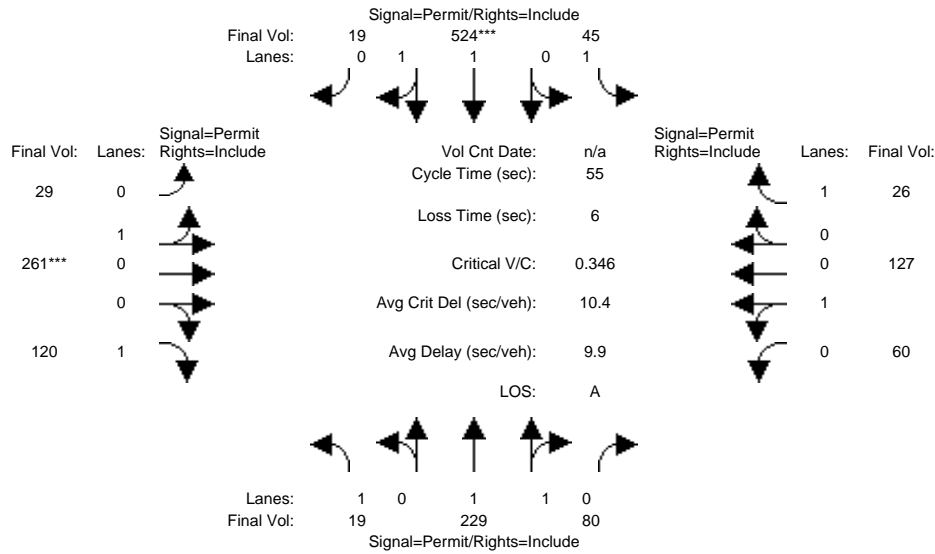 Signal=Permit/Rights=Include
Final Vol: 19 524*** 45
Lanes: 0 1 1 0 1
Signal=Permit
Final Vol: Lanes: Rights=Include
Vol Cnt Date: n/a
Signal=Permit
Rights=Include Lanes: Final Vol:
Cycle Time (sec): 55
29 0
1 26
Loss Time (sec): 6
1
0
261*** 0
Critical V/C: 0.346
0 127
0
Avg Crit Del (sec/veh): 10.4
1
120 1
Avg Delay (sec/veh): 9.9
0 60
LOS: A
Lanes: 1 0 1 1 0
Final Vol: 19 229 80
Signal=Permit/Rights=Include